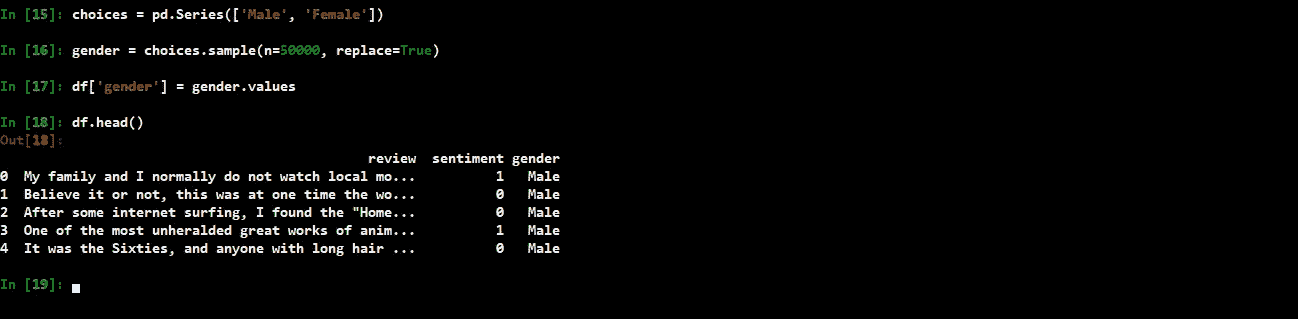 In [15]: choices = pd.Series(['Male', 'Female'])
In [16]: gender = choices.sample(n=50000, replace=True)
In [17]: df['gender'] = gender.values
In [18]: df.head()
Out[18]:
review sentiment gender
0 My family and I normally do not watch local mo... 1 Male
1 Believe it or not, this was at one time the wo... 0 Male
2 After some internet surfing, I found the "Home... 0 Male
3 One of the most unheralded great works of anim... 1 Male
4 It was the Sixties, and anyone with long hair ... 0 Male
In [19]: